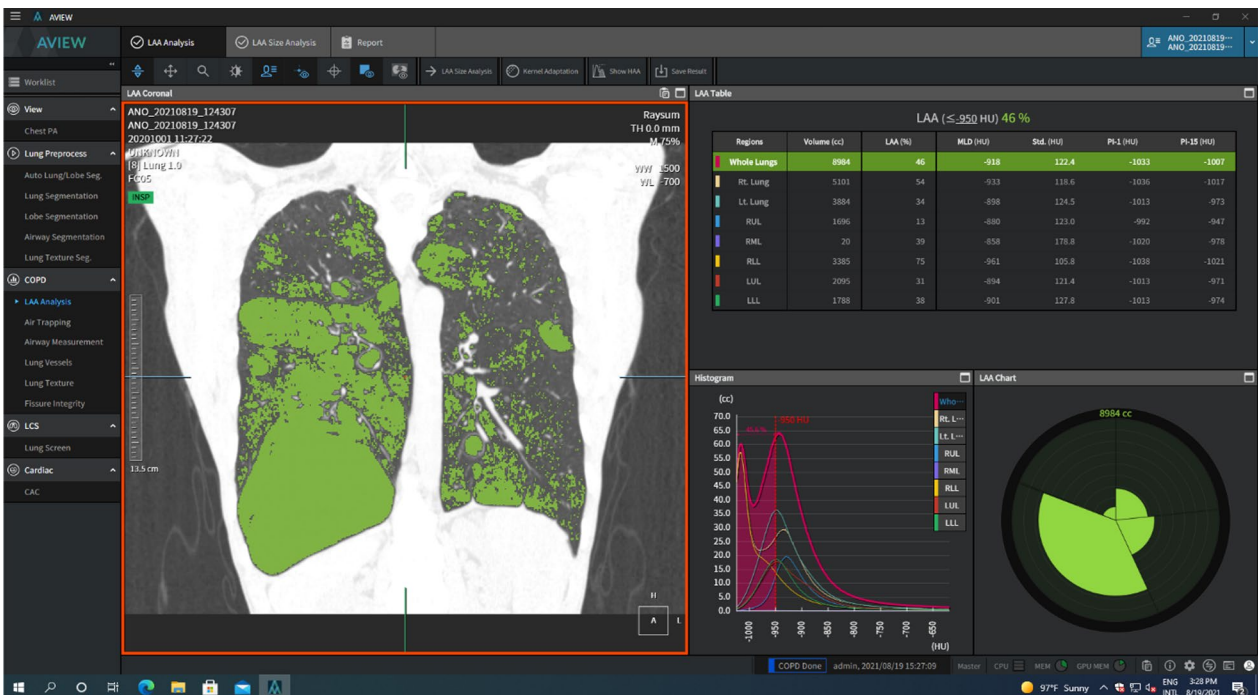 AVIEW
AVIEW
LAA Analysis
LAA Size Analysis
Report
ANO_20210819···
ANO_20210819···
Worklist
View
Chest PA
Lung Preprocess
Auto Lung/Lobe Seg.
Lung Segmentation
Lobe Segmentation
Airway Segmentation
Lung Texture Seg.
COPD
LAA Analysis
Air Trapping
Airway Measurement
Lung Vessels
Lung Texture
Fissure Integrity
LCS
Lung Screen
Cardiac
CAC
LAA Size Analysis
Kernel Adaptation
Show HAA
Save Result
LAA Coronal
ANO_20210819_124307
ANO_20210819_124307
20201001 11:27:22
UNKNOWN
[8] Lung 1.0
FC05
INSP
Raysum
TH 0.0 mm
M 75%
WW 1500
WL -700
13.5 cm
H
A L
LAA Table
LAA (≤-950 HU) 46 %
Regions Volume (cc) LAA (%) MLD (HU) Std. (HU) PI-1 (HU) PI-15 (HU)
Whole Lungs 8984 46 -918 122.4 -1033 -1007
Rt. Lung 5101 54 -933 118.6 -1036 -1017
Lt. Lung 3884 34 -898 124.5 -1013 -973
RUL 1696 13 -880 123.0 -992 -947
RML 20 39 -858 178.8 -1020 -978
RLL 3385 75 -961 105.8 -1038 -1021
LUL 2095 31 -894 121.4 -1013 -971
LLL 1788 38 -901 127.8 -1013 -974
Histogram
(cc)
70.0
65.0
60.0
55.0
50.0
45.0
40.0
35.0
30.0
25.0
20.0
15.0
10.0
5.0
0.0
-950 HU
-1000 -950 -900 -850 -800 -750 -700 -650
(HU)
Who···
Rt. L···
Lt. L···
RUL
RML
RLL
LUL
LLL
LAA Chart
8984 cc
COPD Done admin, 2021/08/19 15:27:09 Master CPU MEM GPU MEM
97°F Sunny
ENG
INTL
3:28 PM
8/19/2021